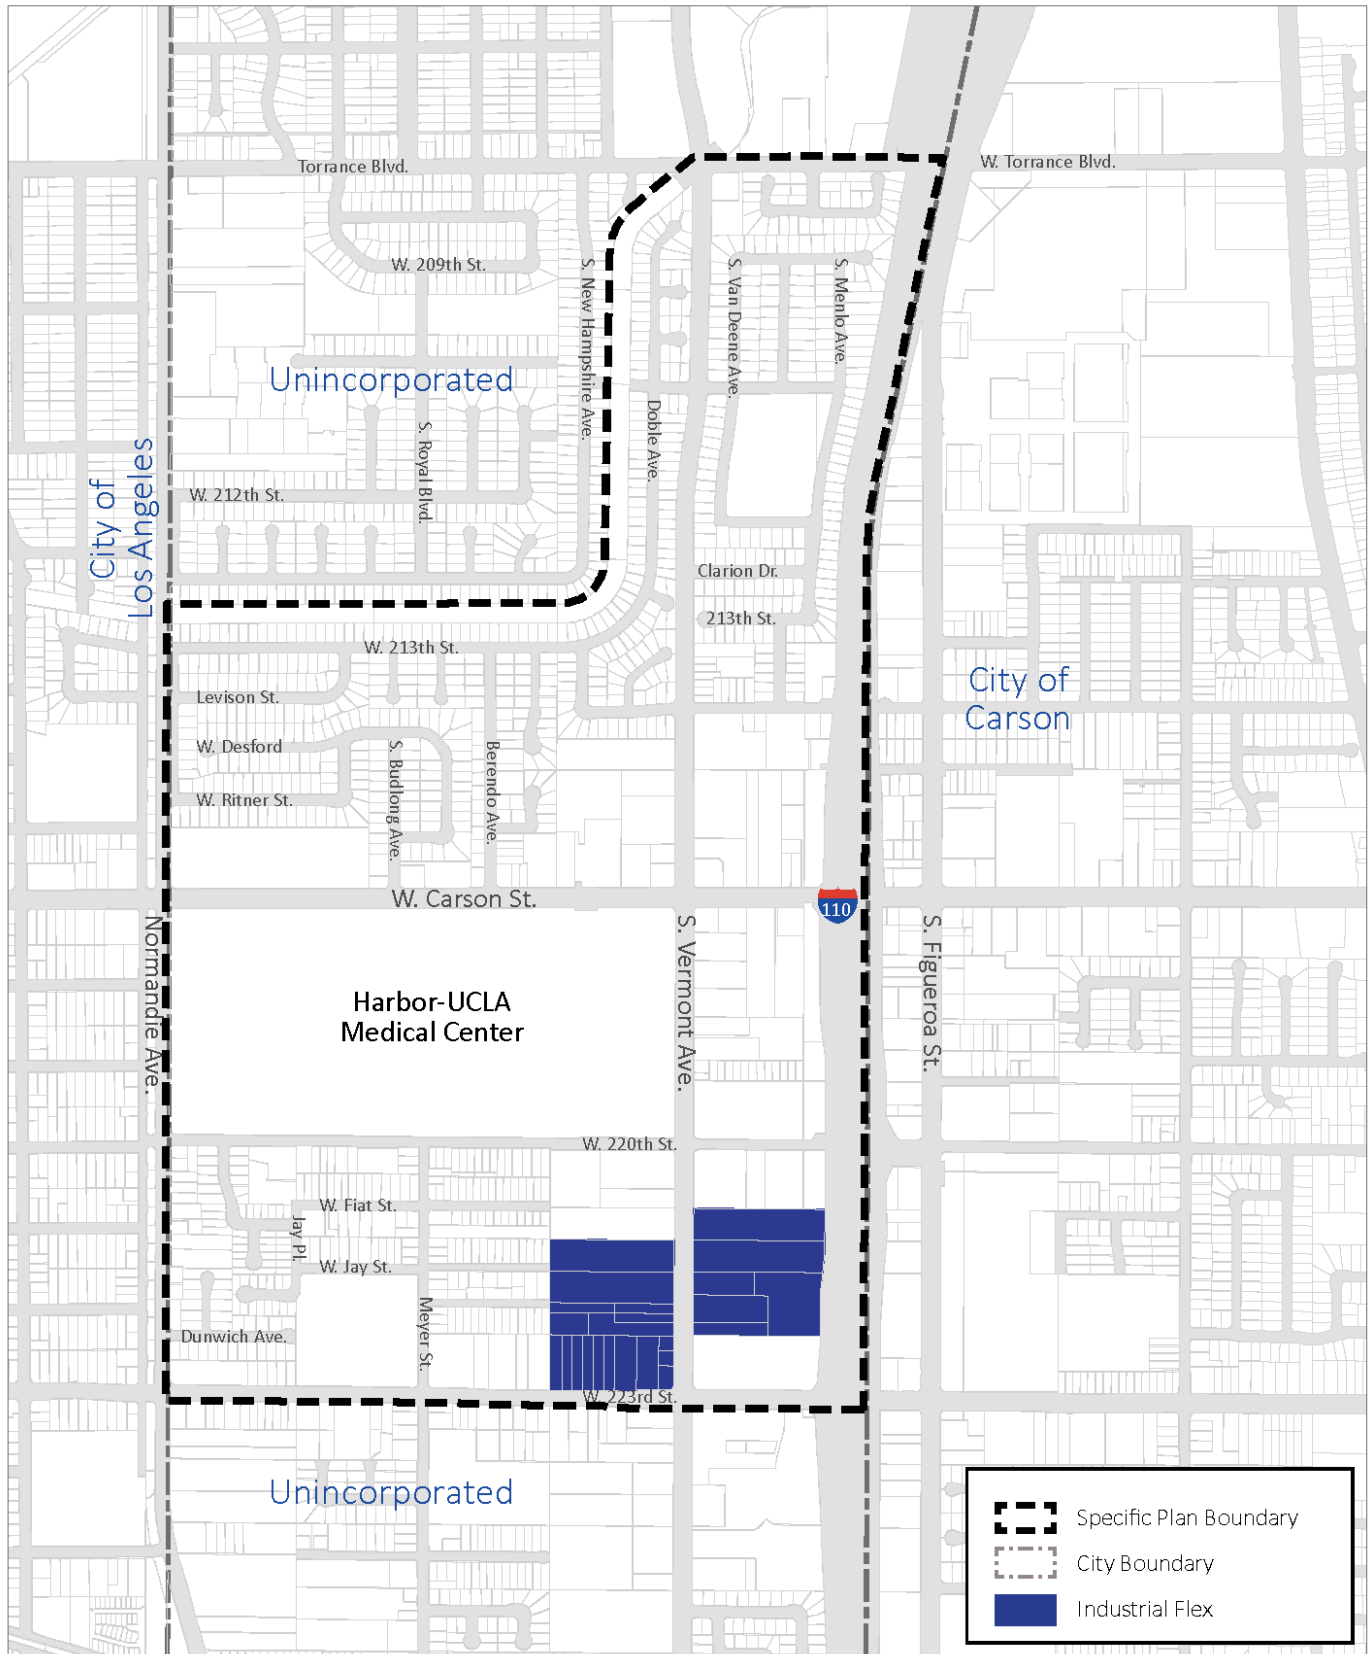 Torrance Blvd.
W. Torrance Blvd.
W. 209th St.
S. New Hampshire Ave.
S. Van Deene Ave.
S. Menlo Ave.
Unincorporated
Doble Ave.
S. Royal Blvd.
City of
Los Angeles
W. 212th St.
Clarion Dr.
213th St.
W. 213th St.
Levison St.
City of
Carson
W. Desford
S. Budlong Ave.
Berendo Ave.
W. Ritner St.
W. Carson St.
110
Normandie Ave.
S. Vermont Ave.
S. Figueroa St.
Harbor-UCLA
Medical Center
W. 220th St.
W. Fiat St.
Jay Pl.
W. Jay St.
Meyer St.
Dunwich Ave.
W. 223rd St.
Unincorporated
Specific Plan Boundary
City Boundary
Industrial Flex